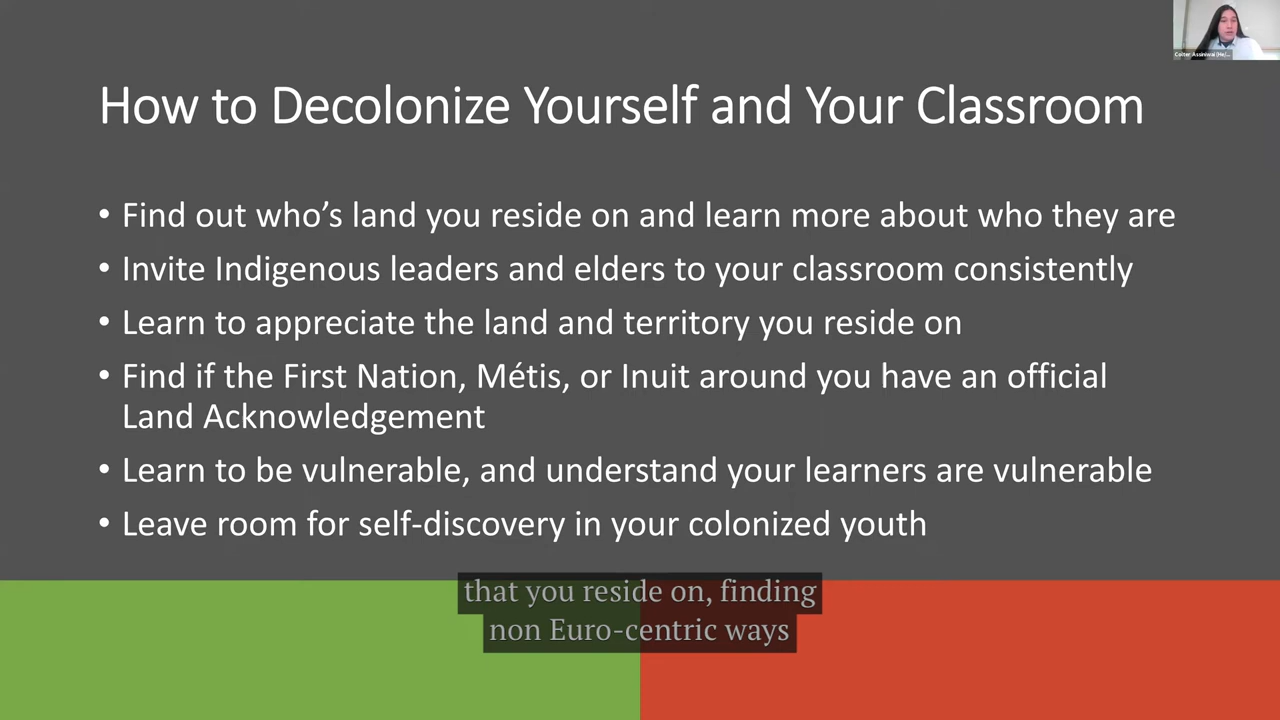 Colter Assiniwai (He/...
How to Decolonize Yourself and Your Classroom
• Find out who’s land you reside on and learn more about who they are
• Invite Indigenous leaders and elders to your classroom consistently
• Learn to appreciate the land and territory you reside on
• Find if the First Nation, Métis, or Inuit around you have an official
Land Acknowledgement
• Learn to be vulnerable, and understand your learners are vulnerable
• Leave room for self-discovery in your colonized youth
that you reside on, finding
non Euro-centric ways